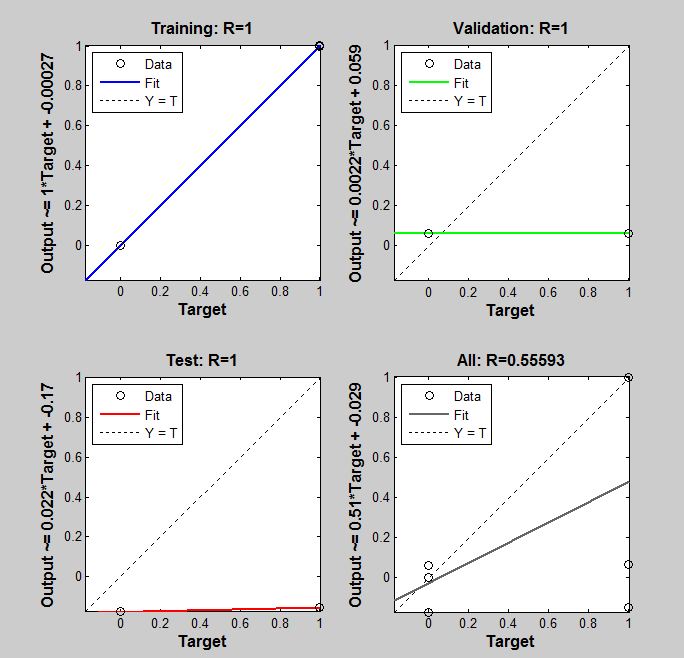 Training: R=1
Output ~= 1*Target + -0.00027
1
0.8
0.6
0.4
0.2
0
Data
Fit
Y = T
0 0.2 0.4 0.6 0.8 1
Target
Validation: R=1
Output ~= 0.0022*Target + 0.059
1
0.8
0.6
0.4
0.2
0
Data
Fit
Y = T
0 0.2 0.4 0.6 0.8 1
Target
Test: R=1
Output ~= 0.022*Target + -0.17
1
0.8
0.6
0.4
0.2
0
Data
Fit
Y = T
0 0.2 0.4 0.6 0.8 1
Target
All: R=0.55593
Output ~= 0.51*Target + -0.029
1
0.8
0.6
0.4
0.2
0
Data
Fit
Y = T
0 0.2 0.4 0.6 0.8 1
Target